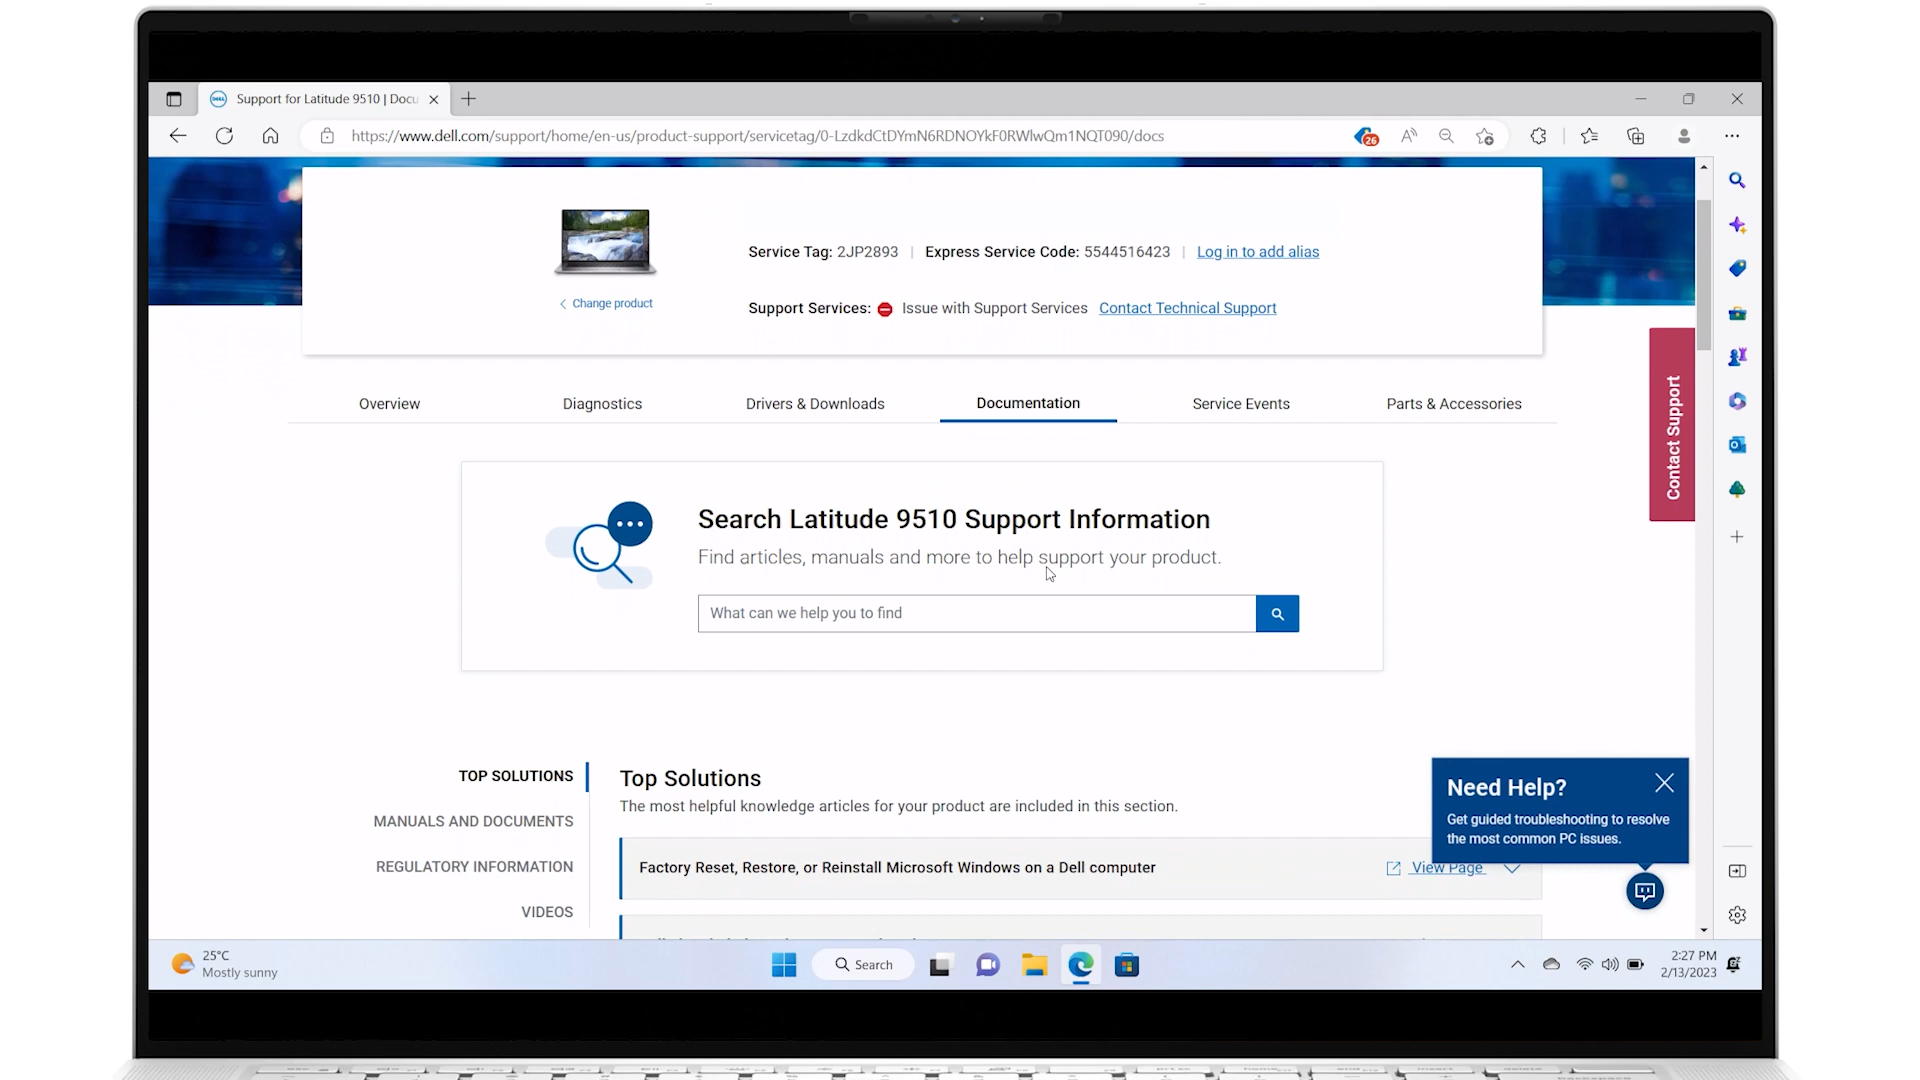 Support for Latitude 9510 | Docu
https://www.dell.com/support/home/en-us/product-support/servicetag/0-LzdkdCtDYmN6RDNOYkF0RWlwQm1NQT090/docs
26
Service Tag: 2JP2893 | Express Service Code: 5544516423 | Log in to add alias
Change product
Support Services: Issue with Support Services Contact Technical Support
Contact Support
Overview Diagnostics Drivers & Downloads Documentation Service Events Parts & Accessories
Search Latitude 9510 Support Information
Find articles, manuals and more to help support your product.
What can we help you to find
TOP SOLUTIONS
MANUALS AND DOCUMENTS
REGULATORY INFORMATION
VIDEOS
Top Solutions
The most helpful knowledge articles for your product are included in this section.
Factory Reset, Restore, or Reinstall Microsoft Windows on a Dell computer View Page
Need Help?
Get guided troubleshooting to resolve
the most common PC issues.
25°C
Mostly sunny
Search
2:27 PM
2/13/2023